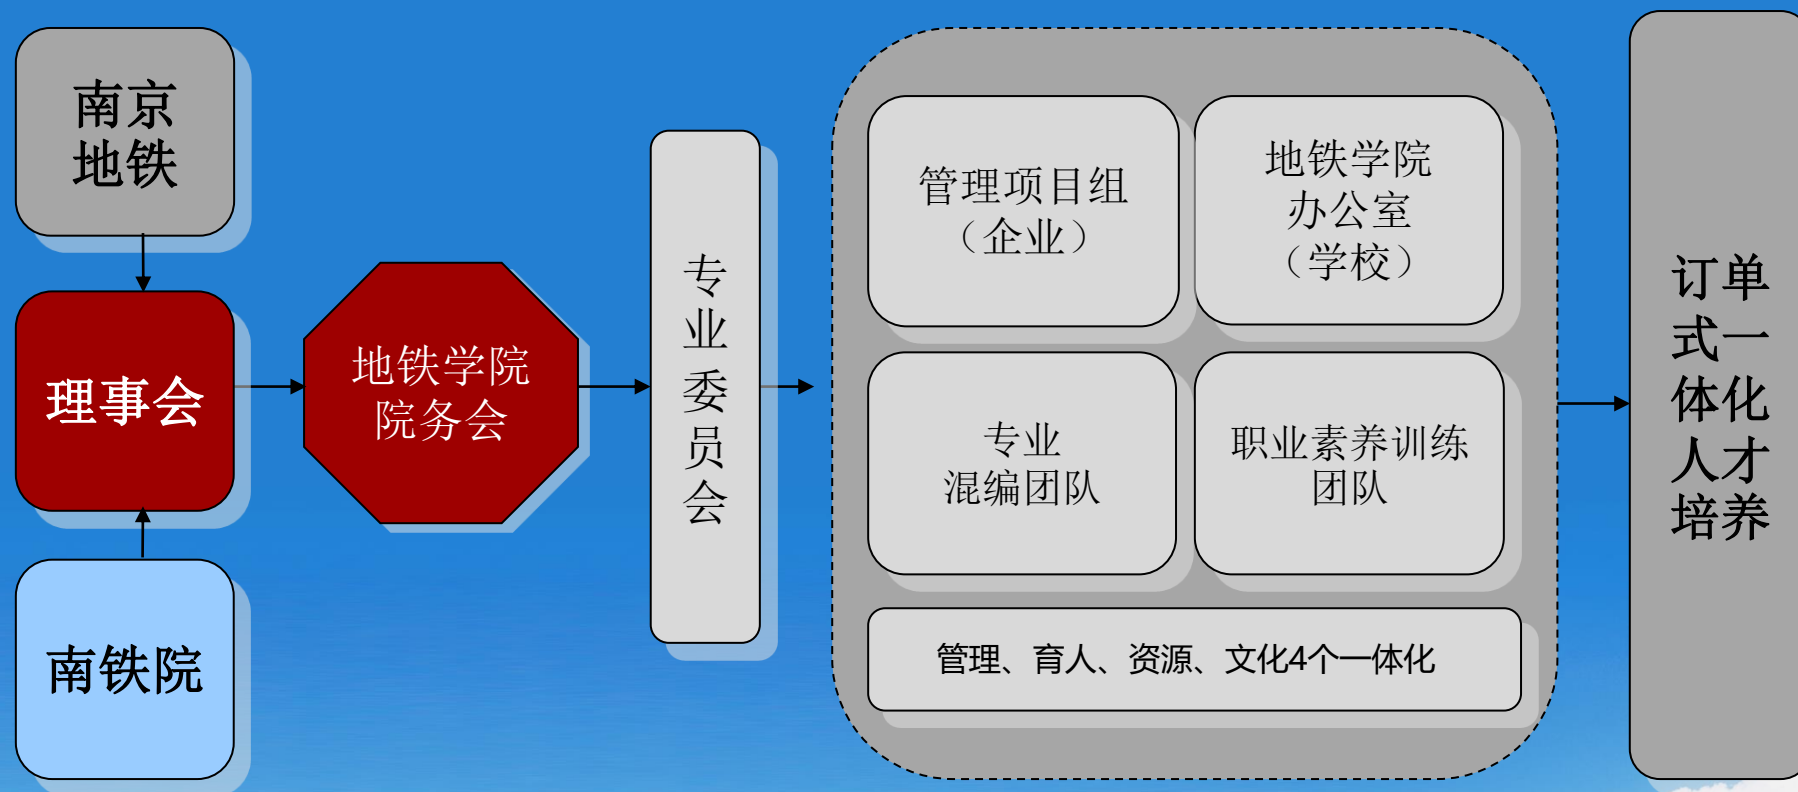 南京
地铁
理事会
南铁院
地铁学院
院务会
专
业
委
员
会
管理项目组
（企业）
地铁学院
办公室
（学校）
专业
混编团队
职业素养训练
团队
管理、育人、资源、文化4个一体化
订单
式一
体化
人才
培养